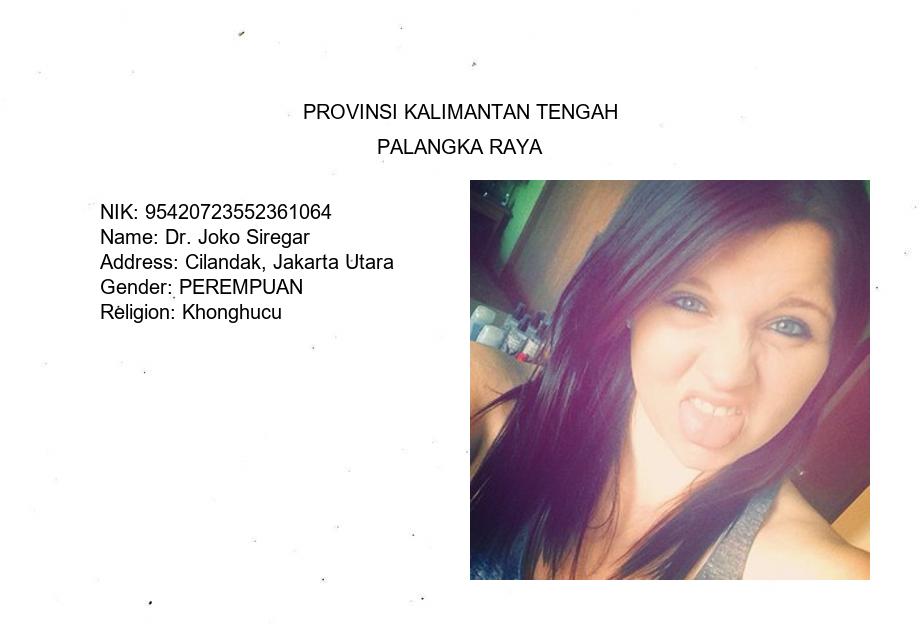 PROVINSI KALIMANTAN TENGAH
PALANGKA RAYA
NIK: 95420723552361064
Name: Dr. Joko Siregar
Address: Cilandak, Jakarta Utara
Gender: PEREMPUAN
Religion: Khonghucu